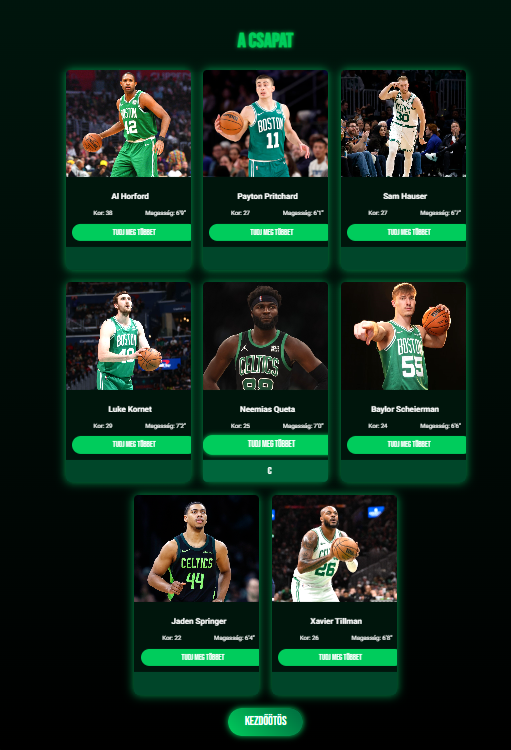 A CSAPAT
BOSTON
42
BOSTON
11
30
Al Horford
Payton Pritchard
Sam Hauser
Kor: 38 Magasság: 6'9"
Kor: 27 Magasság: 6'1"
Kor: 27 Magasság: 6'7"
TUDJ MEG TÖBBET
TUDJ MEG TÖBBET
TUDJ MEG TÖBBET
BOSTON
40
CELTICS
88
BOSTON
55
Luke Kornet
Neemias Queta
Baylor Scheierman
Kor: 29 Magasság: 7'2"
Kor: 25 Magasság: 7'0"
Kor: 24 Magasság: 6'6"
TUDJ MEG TÖBBET
TUDJ MEG TÖBBET
TUDJ MEG TÖBBET
C
CELTICS
44
26
Jaden Springer
Xavier Tillman
Kor: 22 Magasság: 6'4"
Kor: 26 Magasság: 6'8"
TUDJ MEG TÖBBET
TUDJ MEG TÖBBET
KEZDŐÖTÖS